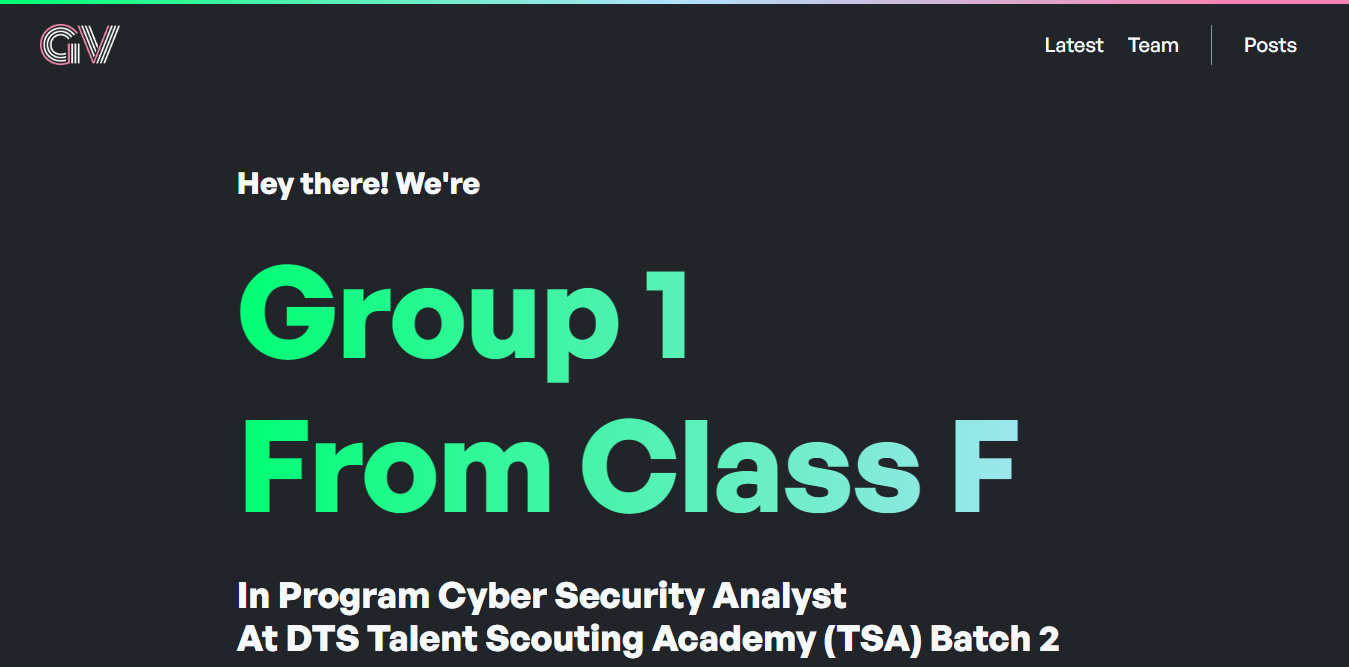 GV
Latest Team Posts
Hey there! We're
Group 1
From Class F
In Program Cyber Security Analyst
At DTS Talent Scouting Academy (TSA) Batch 2